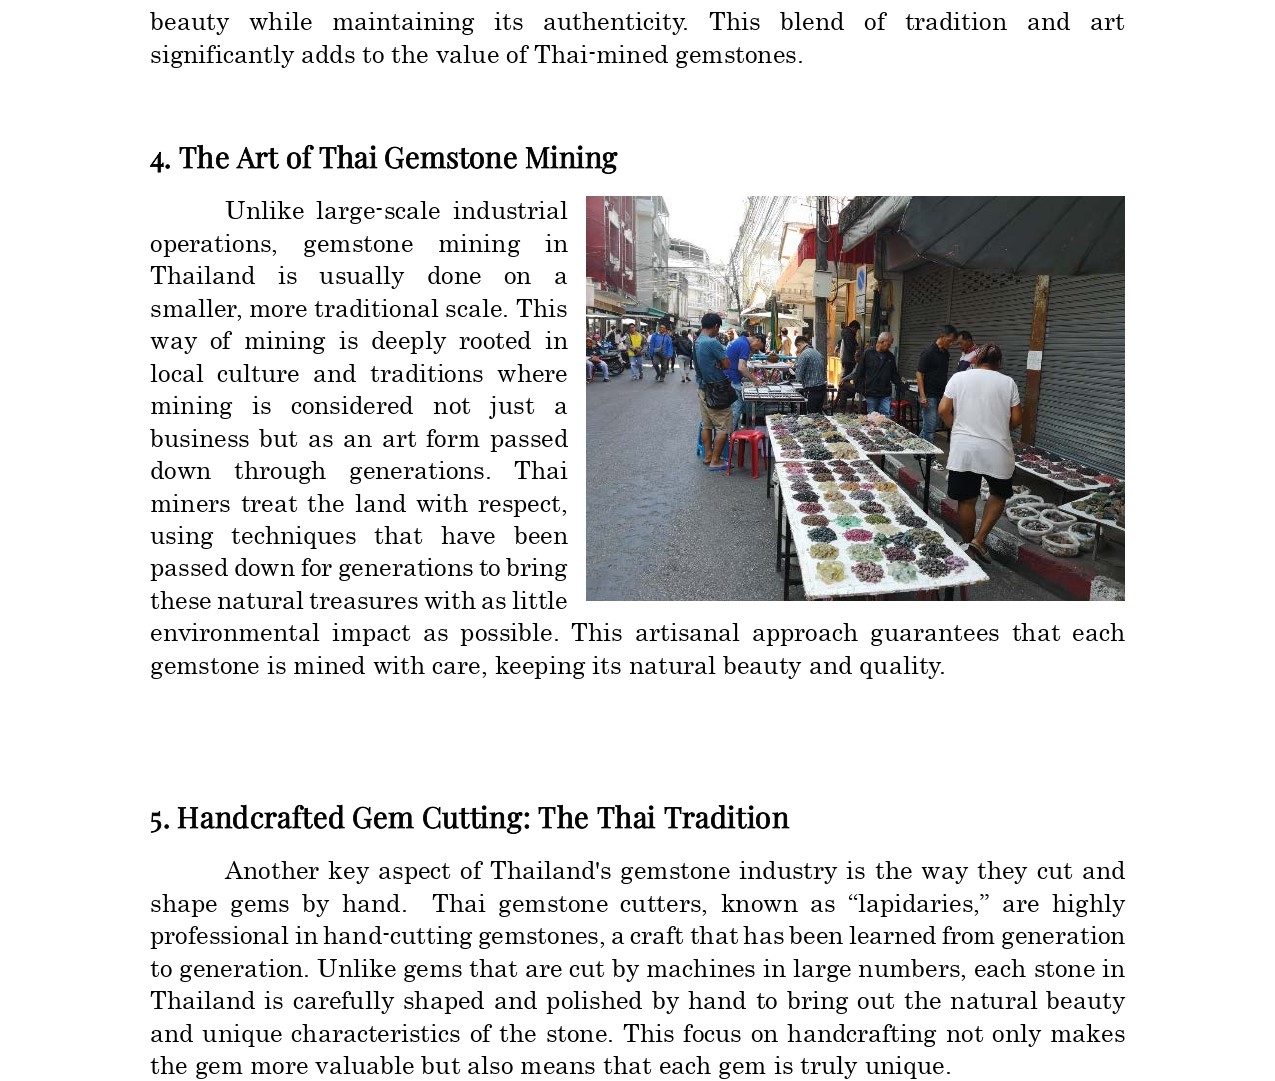 beauty while maintaining its authenticity. This blend of tradition and art
significantly adds to the value of Thai-mined gemstones.
4. The Art of Thai Gemstone Mining
Unlike large-scale industrial
operations, gemstone mining in
Thailand is usually done on a
smaller, more traditional scale. This
way of mining is deeply rooted in
local culture and traditions where
mining is considered not just a
business but as an art form passed
down through generations. Thai
miners treat the land with respect,
using techniques that have been
passed down for generations to bring
these natural treasures with as little
environmental impact as possible. This artisanal approach guarantees that each
gemstone is mined with care, keeping its natural beauty and quality.
5. Handcrafted Gem Cutting: The Thai Tradition
Another key aspect of Thailand's gemstone industry is the way they cut and
shape gems by hand.  Thai gemstone cutters, known as “lapidaries,” are highly
professional in hand-cutting gemstones, a craft that has been learned from generation
to generation. Unlike gems that are cut by machines in large numbers, each stone in
Thailand is carefully shaped and polished by hand to bring out the natural beauty
and unique characteristics of the stone. This focus on handcrafting not only makes
the gem more valuable but also means that each gem is truly unique.